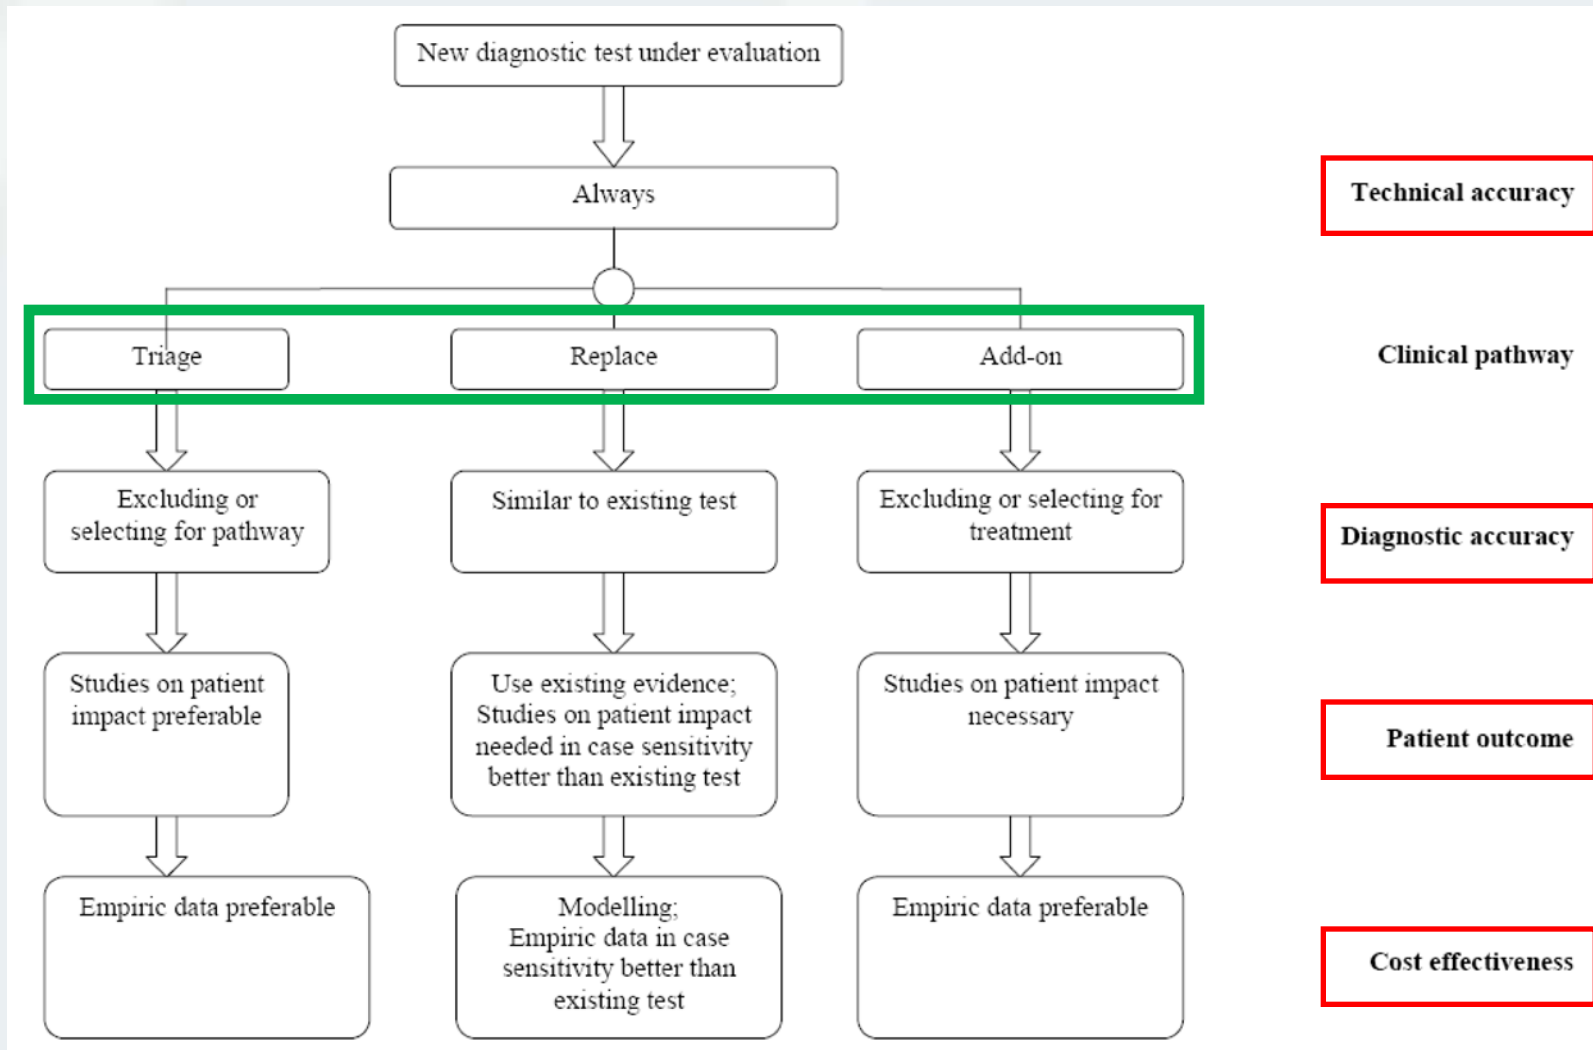 New diagnostic test under evaluation
Always
Technical accuracy
Triage
Replace
Add-on
Clinical pathway
Excluding or
selecting for pathway
Similar to existing test
Excluding or selecting for
treatment
Diagnostic accuracy
Studies on patient
impact preferable
Use existing evidence;
Studies on patient impact
needed in case sensitivity
better than existing test
Studies on patient impact
necessary
Patient outcome
Empiric data preferable
Modelling;
Empiric data in case
sensitivity better than
existing test
Empiric data preferable
Cost effectiveness